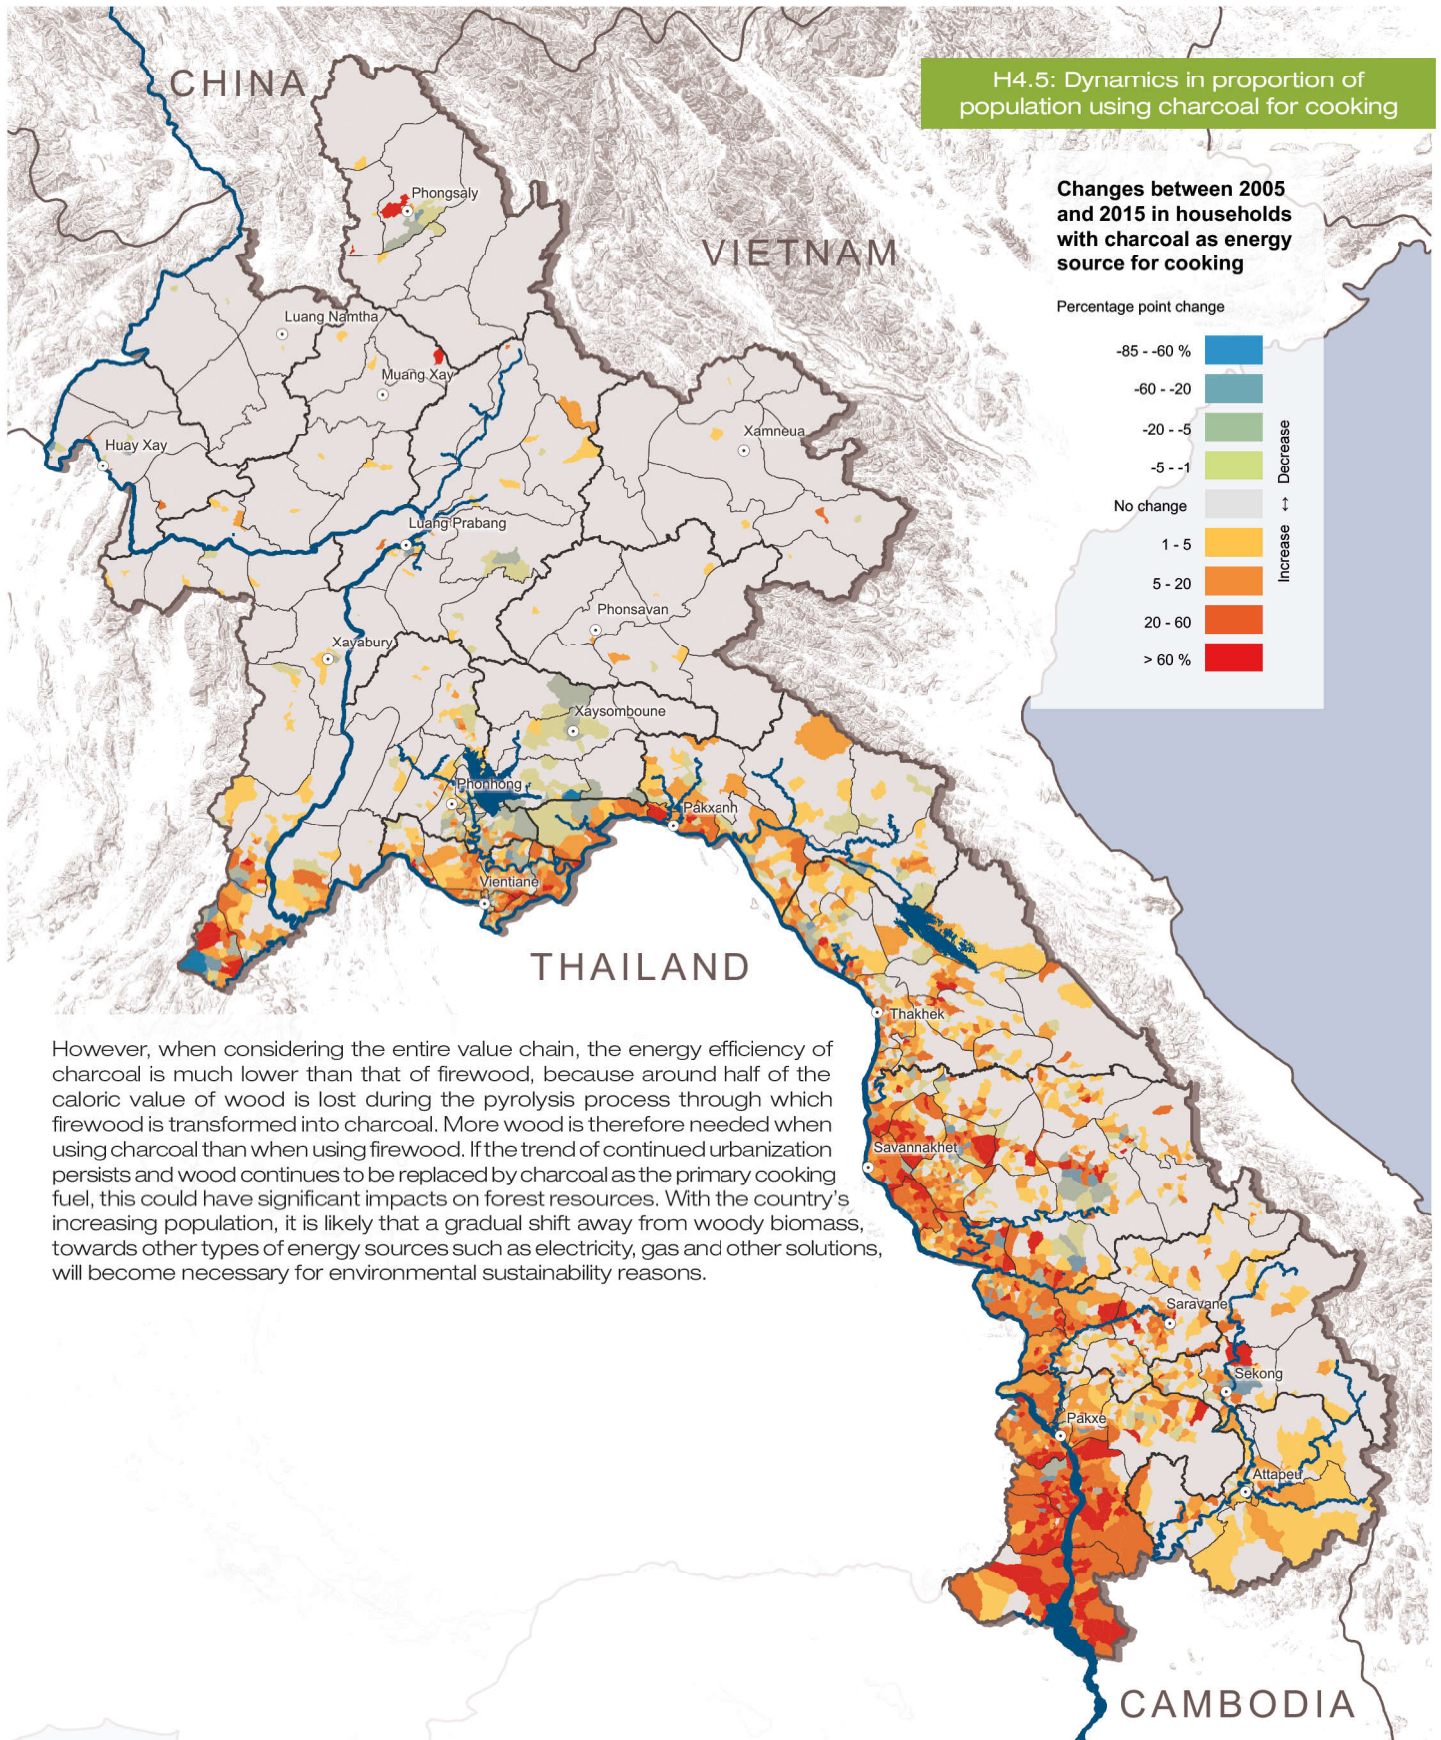 CHINA
H4.5: Dynamics in proportion of
population using charcoal for cooking
Changes between 2005
and 2015 in households
with charcoal as energy
source for cooking
Percentage point change
-85 - -60 %
-60 - -20
-20 - -5
-5 - -1
No change
1 - 5
5 - 20
20 - 60
> 60 %
Increase ↔ Decrease
Phongsaly
VIETNAM
Luang Namtha
Muang Xay
Huay Xay
Xamneua
Luang Prabang
Phonsavan
Xayabury
Xaysomboune
Phonhong
Pakxanh
Vientiane
THAILAND
Thakhek
However, when considering the entire value chain, the energy efficiency of
charcoal is much lower than that of firewood, because around half of the
caloric value of wood is lost during the pyrolysis process through which
firewood is transformed into charcoal. More wood is therefore needed when
using charcoal than when using firewood. If the trend of continued urbanization
persists and wood continues to be replaced by charcoal as the primary cooking
fuel, this could have significant impacts on forest resources. With the country's
increasing population, it is likely that a gradual shift away from woody biomass,
towards other types of energy sources such as electricity, gas and other solutions,
will become necessary for environmental sustainability reasons.
Savannakhet
Saravane
Sekong
Pakxe
Attapeu
CAMBODIA